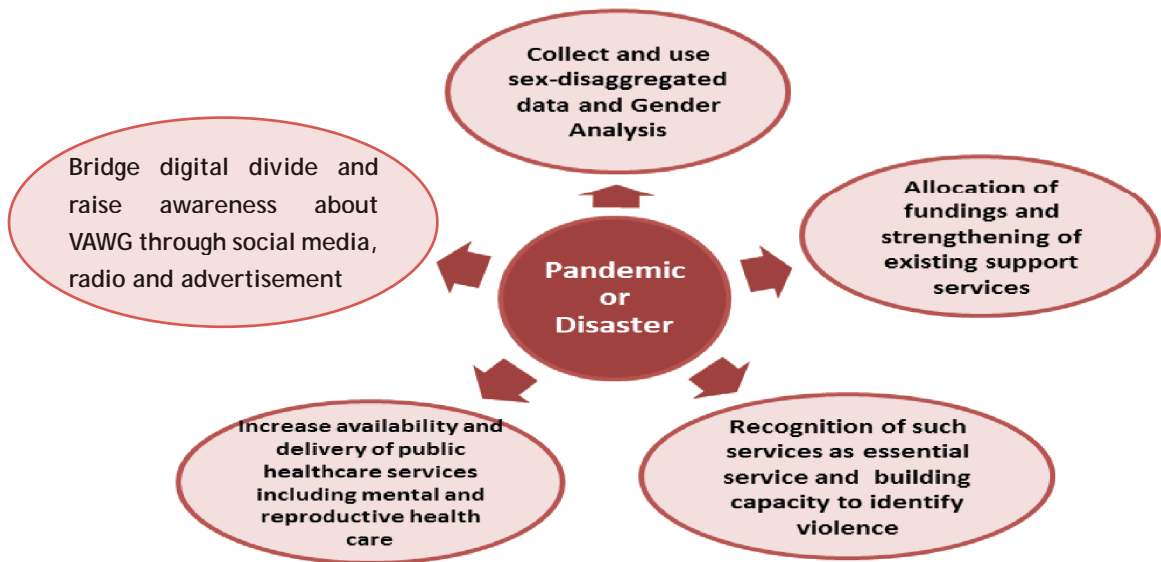 Collect and use
sex-disaggregated
data and Gender
Analysis
Bridge digital divide and
raise awareness about
VAWG through social media,
radio and advertisement
Allocation of
fundings and
strengthening of
existing support
services
Pandemic
or
Disaster
Increase availability and
delivery of public
healthcare services
including mental and
reproductive health
care
Recognition of such
services as essential
service and building
capacity to identify
violence